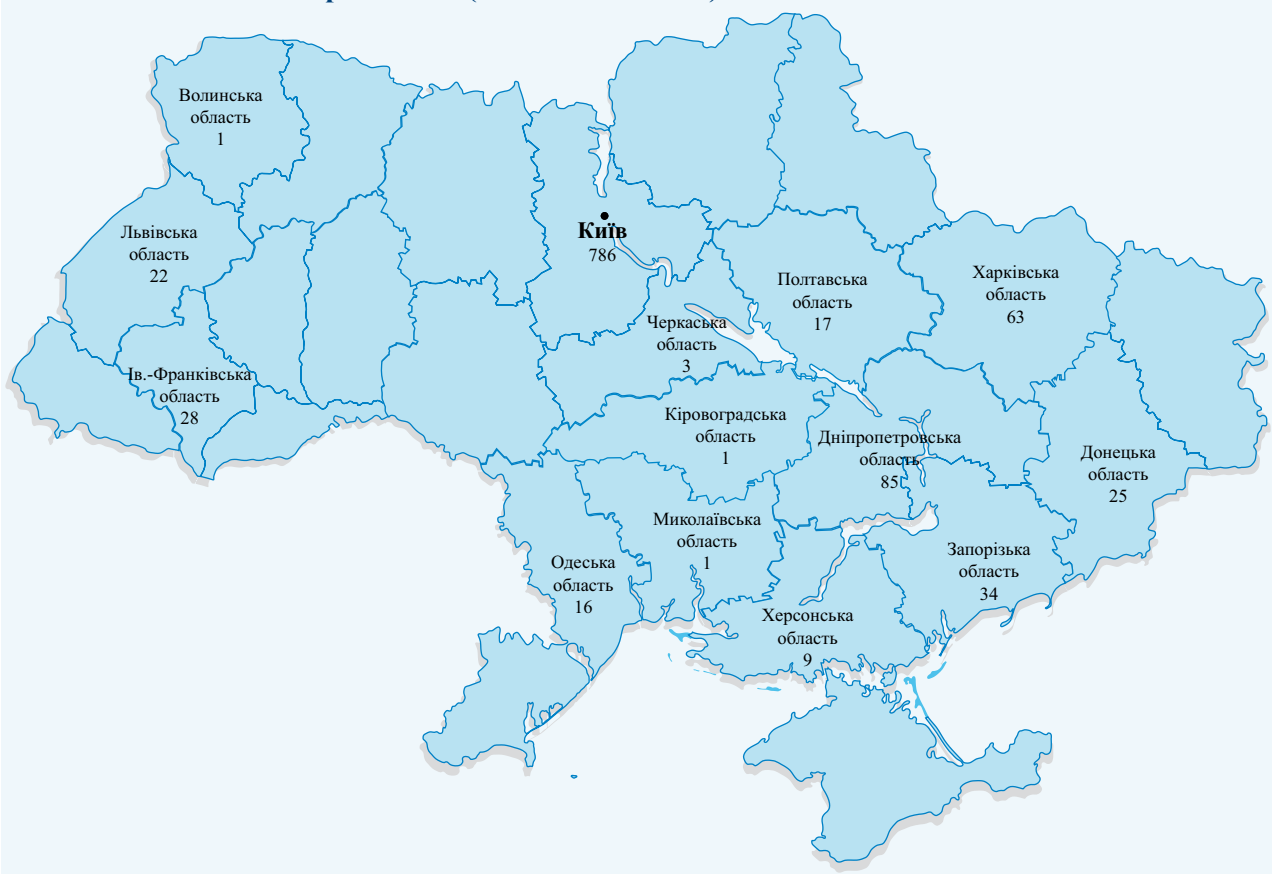 Волинська
область
1
Львівська
область
22
Київ
786
Полтавська
область
17
Харківська
область
63
Черкаська
область
3
Ів.-Франківська
область
28
Кіровоградська
область
1
Дніпропетровська
область
85
Донецька
область
25
Миколаївська
область
1
Запорізька
область
34
Одеська
область
16
Херсонська
область
9